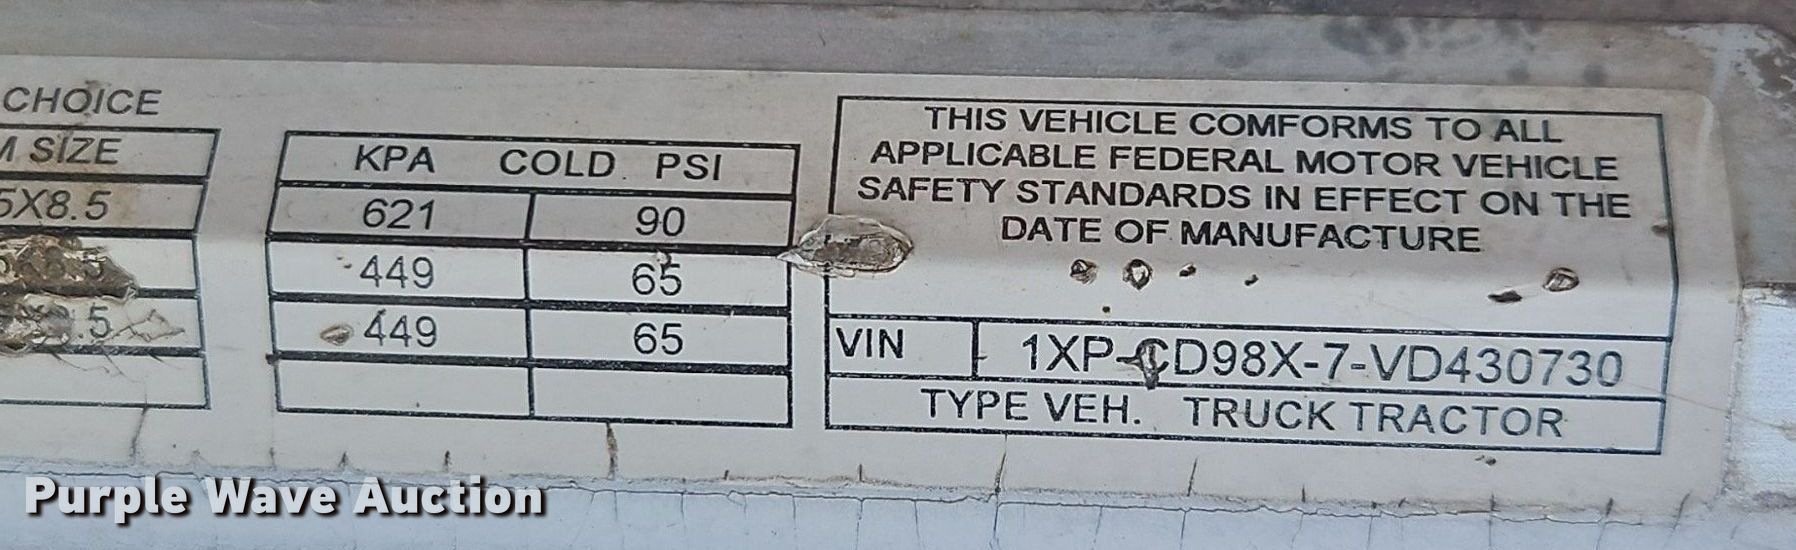 CHOICE
M SIZE
5X8.5
.5
KPA COLD PSI
621 90
449 65
449 65
THIS VEHICLE COMFORMS TO ALL
APPLICABLE FEDERAL MOTOR VEHICLE
SAFETY STANDARDS IN EFFECT ON THE
DATE OF MANUFACTURE
VIN 1XP-CD98X-7-VD430730
TYPE VEH. TRUCK TRACTOR
Purple Wave Auction